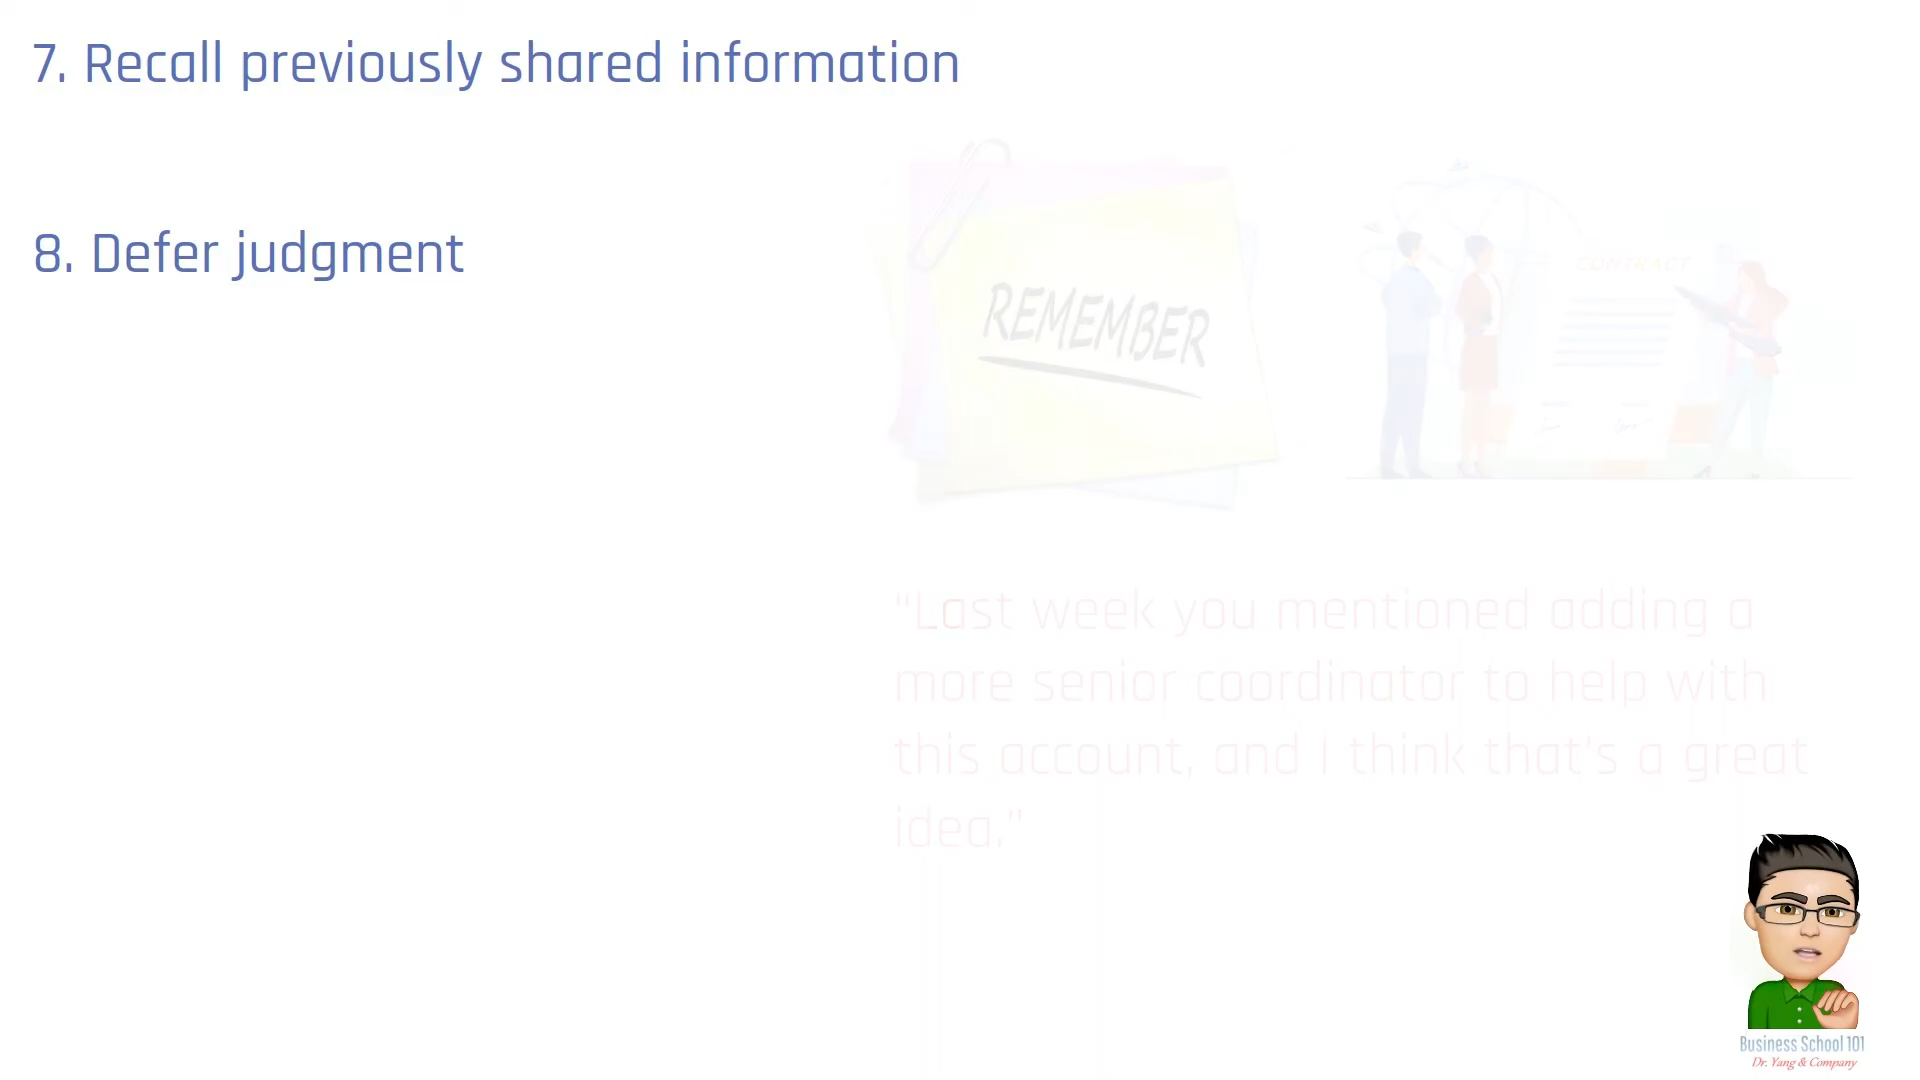 7. Recall previously shared information
8. Defer judgment
REMEMBER
CONTRACT
“Last week you mentioned adding a
more senior coordinator to help with
this account, and I think that’s a great
idea.”
Business School 101
Dr. Yang & Company